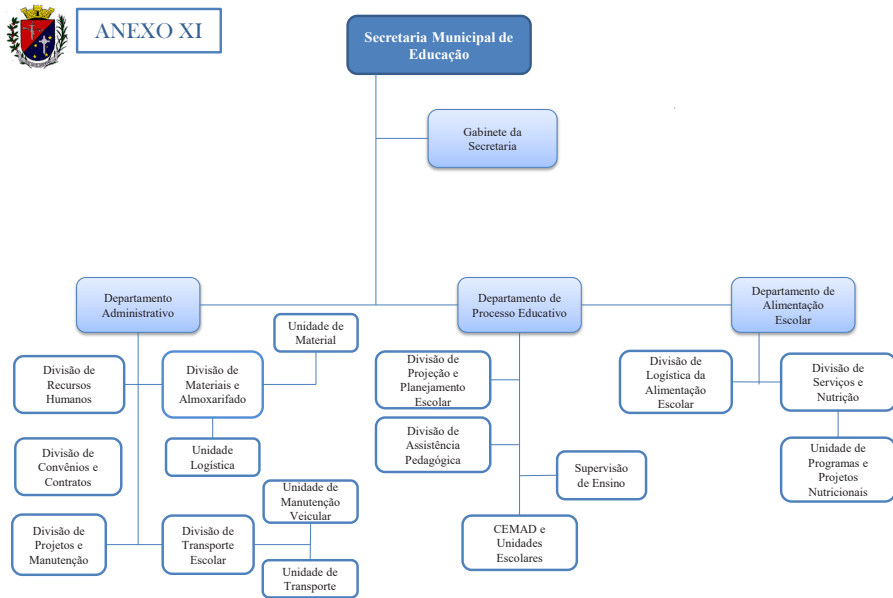 ANEXO XI
Secretaria Municipal de
Educação
Gabinete da
Secretaria
Departamento
Administrativo
Departamento de
Processo Educativo
Departamento de
Alimentação
Escolar
Unidade de
Material
Divisão de
Recursos
Humanos
Divisão de
Materiais e
Almoxarifado
Divisão de
Projeção e
Planejamento
Escolar
Divisão de
Logística da
Alimentação
Escolar
Divisão de
Serviços e
Nutrição
Divisão de
Convênios e
Contratos
Unidade
Logística
Divisão de
Assistência
Pedagógica
Supervisão
de Ensino
Unidade de
Programas e
Projetos
Nutricionais
Unidade de
Manutenção
Veicular
Divisão de
Projetos e
Manutenção
Divisão de
Transporte
Escolar
Unidade de
Transporte
CEMAD e
Unidades
Escolares